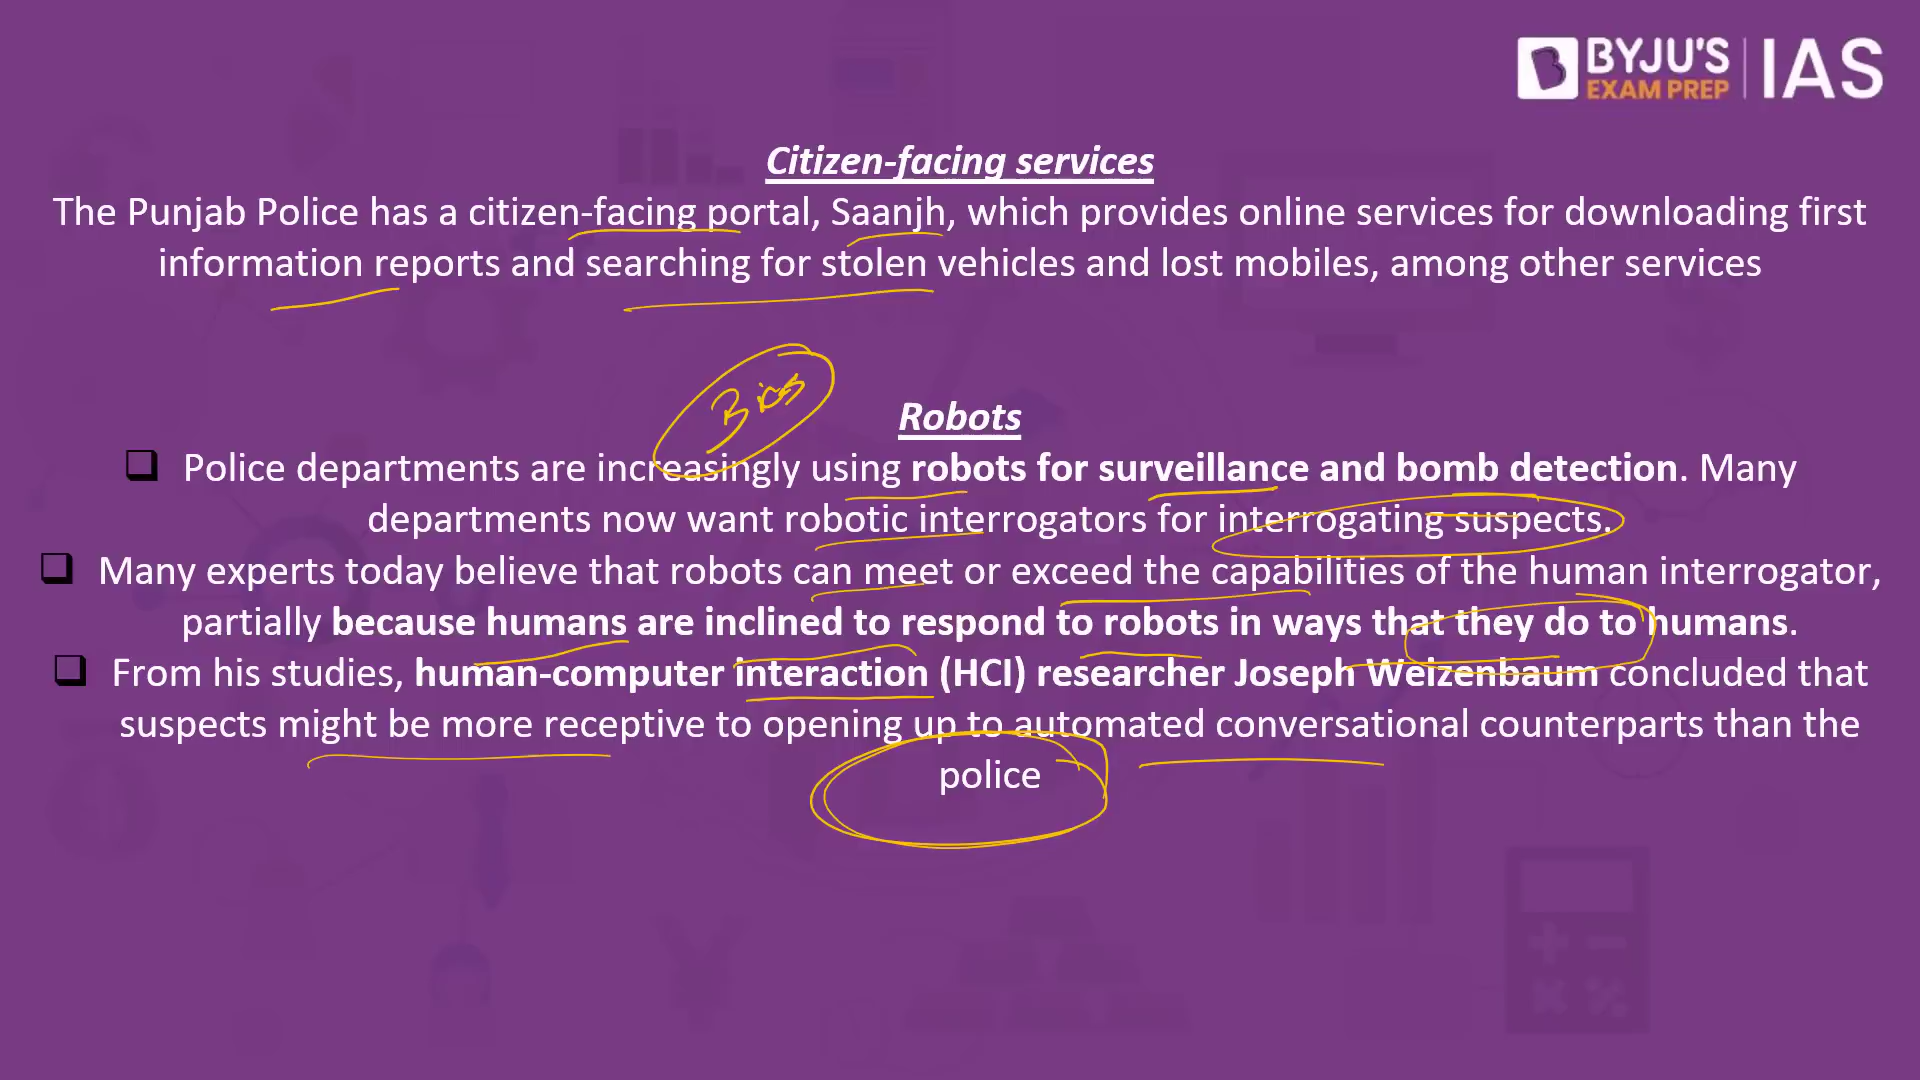 BYJU'S IAS
EXAM PREP
Citizen-facing services
The Punjab Police has a citizen-facing portal, Saanjh, which provides online services for downloading first
information reports and searching for stolen vehicles and lost mobiles, among other services
Bias
Robots
Police departments are increasingly using robots for surveillance and bomb detection. Many
departments now want robotic interrogators for interrogating suspects.
Many experts today believe that robots can meet or exceed the capabilities of the human interrogator,
partially because humans are inclined to respond to robots in ways that they do to humans.
From his studies, human-computer interaction (HCI) researcher Joseph Weizenbaum concluded that
suspects might be more receptive to opening up to automated conversational counterparts than the
police